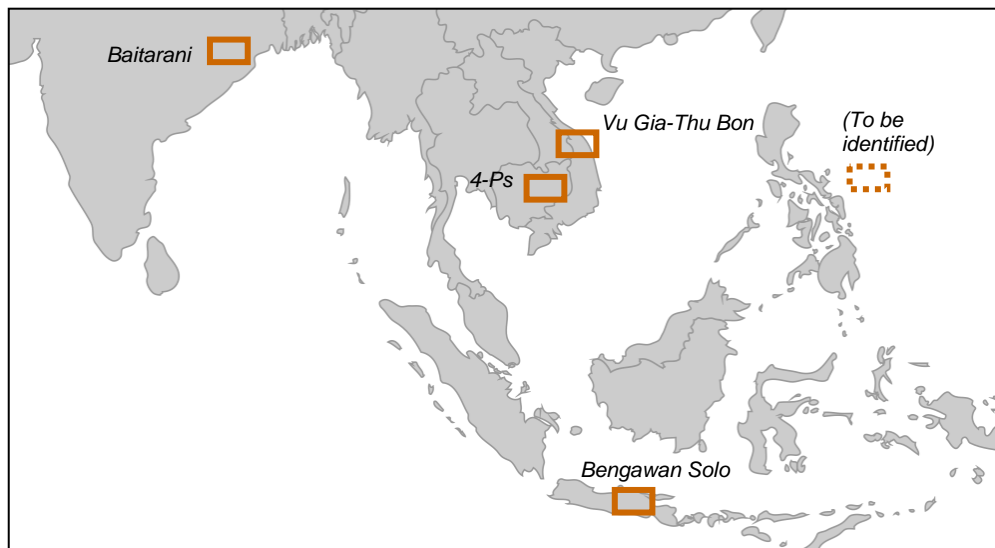 Baitarani
Vu Gia-Thu Bon
(To be
identified)
4-Ps
Bengawan Solo